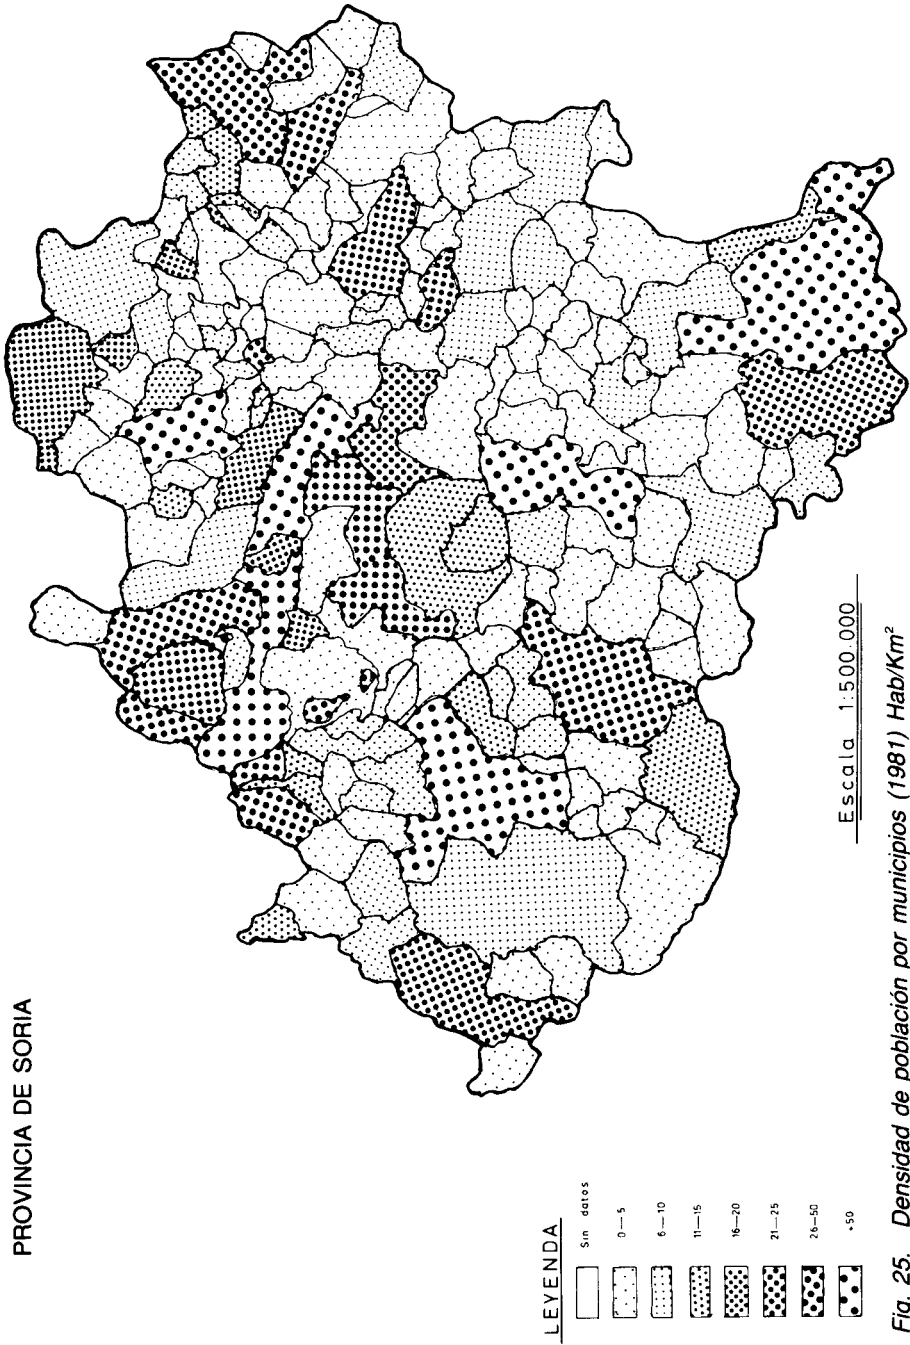 PROVINCIA DE SORIA
LEYENDA
Sin datos
0—5
6—10
11—15
16—20
21—25
26—50
+50
Escala 1:500 000
Fig. 25. Densidad de población por municipios (1981) Hab/Km²